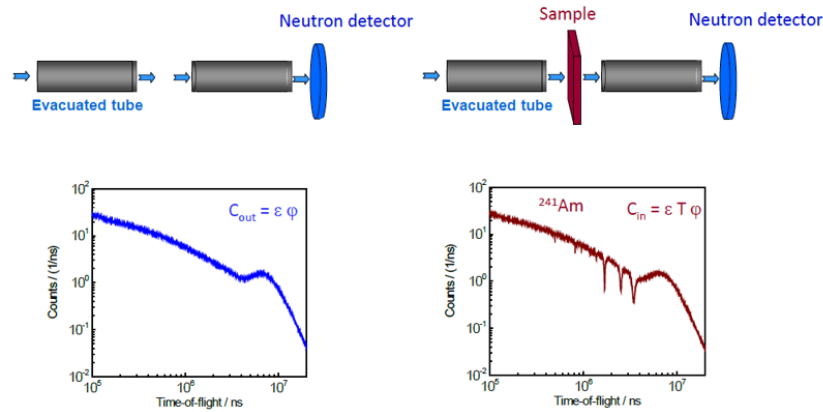 Neutron detector
Evacuated tube
Sample
Neutron detector
Evacuated tube
10²
10¹
10⁰
10⁻¹
10⁻²
Counts / (1/ns)
C_out = ε φ
10⁵
10⁶
10⁷
Time-of-flight / ns
10²
10¹
10⁰
10⁻¹
10⁻²
Counts / (1/ns)
²⁴¹Am
C_in = ε T φ
10⁵
10⁶
10⁷
Time-of-flight / ns